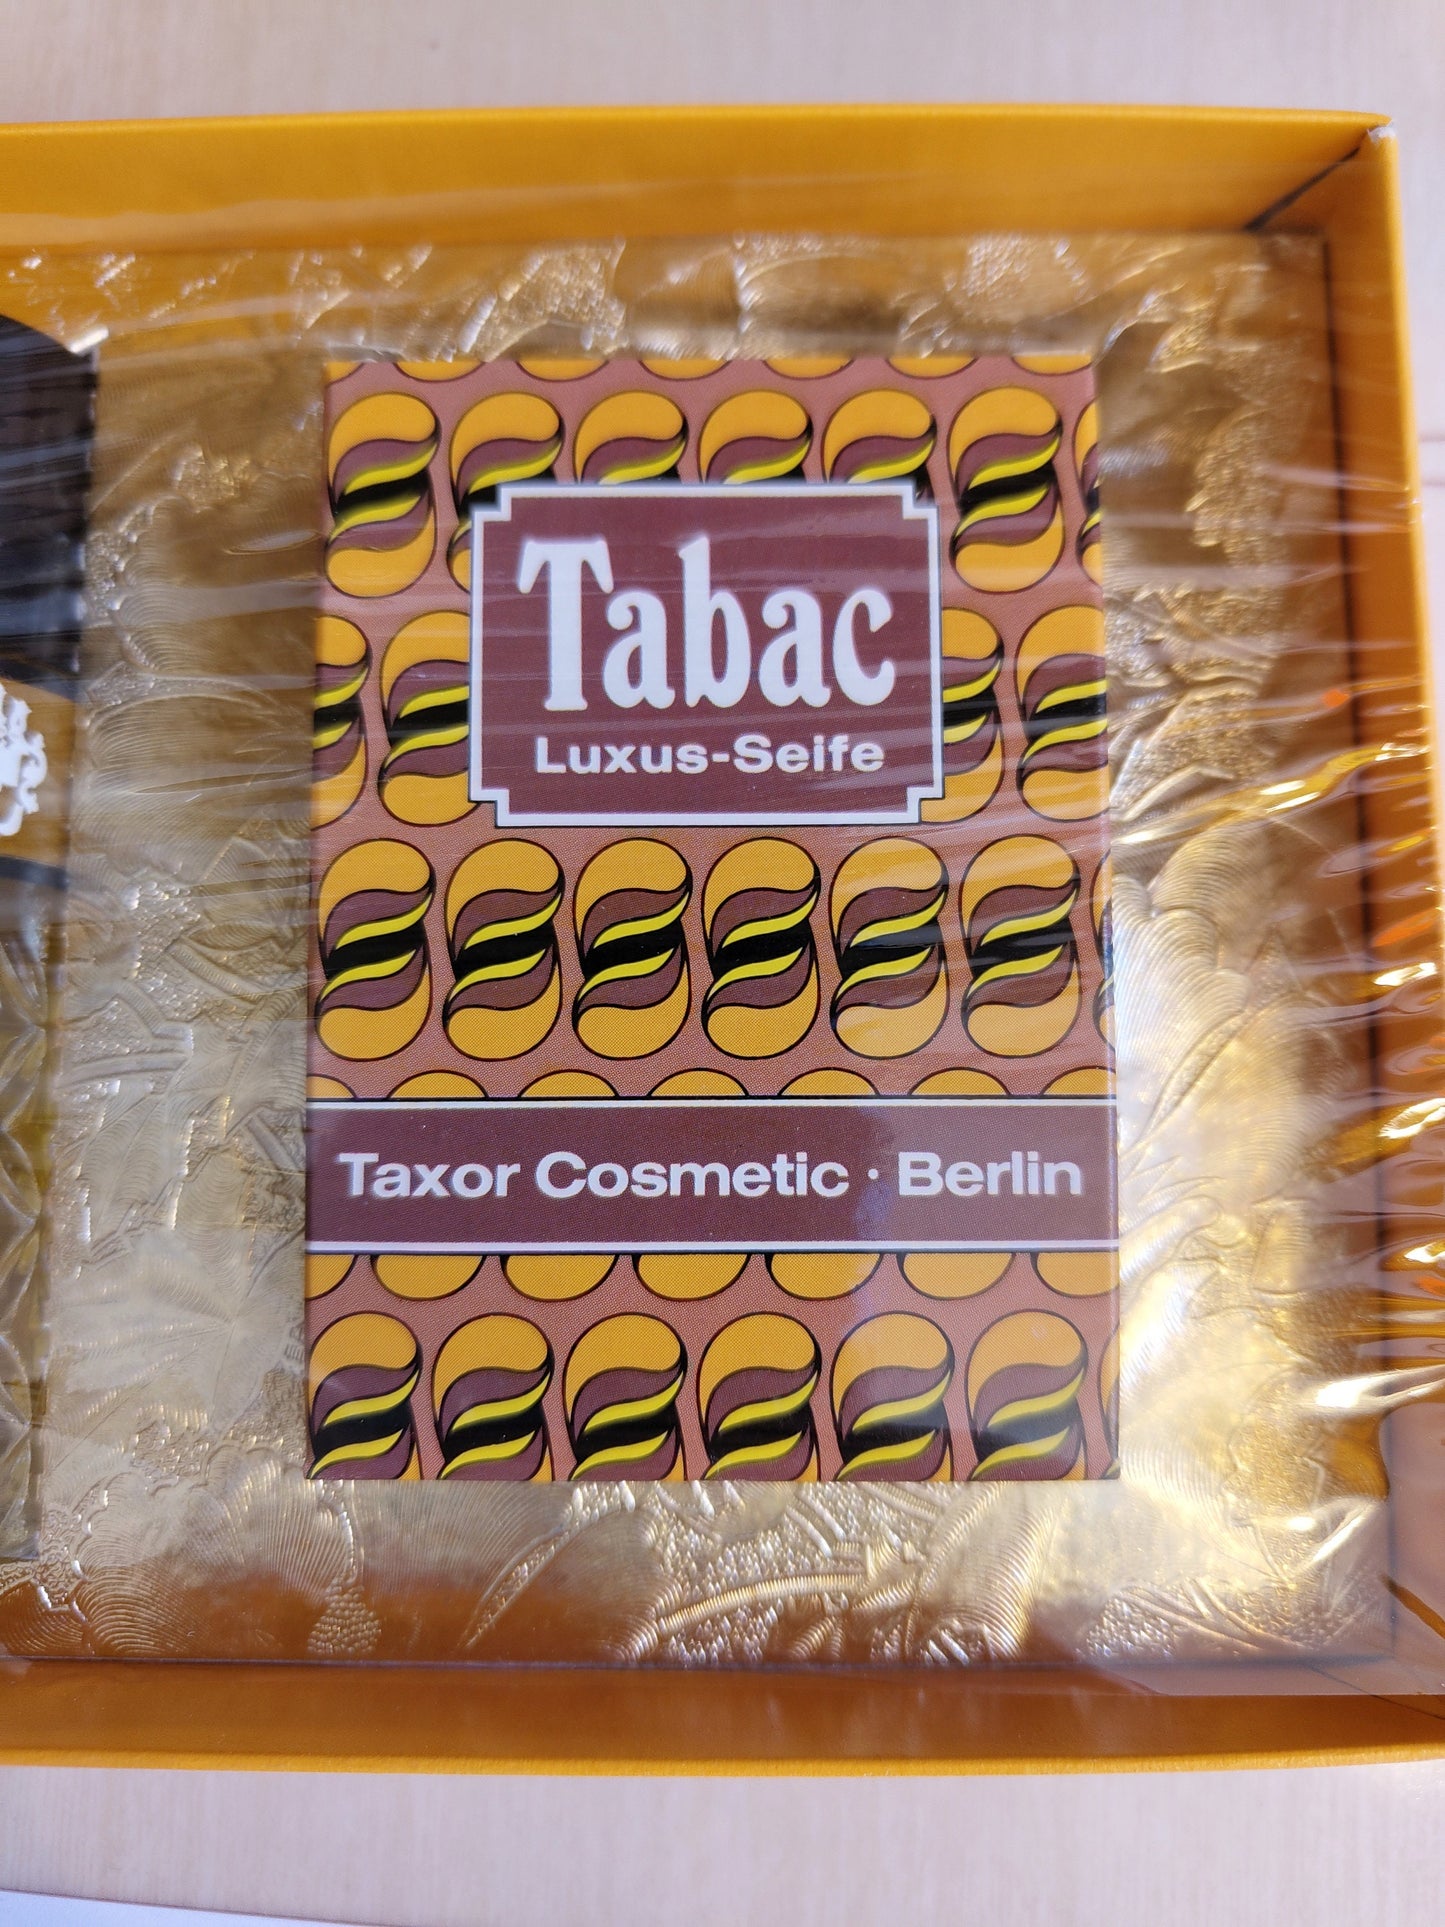 Tabac
Luxus-Seife
Taxor Cosmetic · Berlin